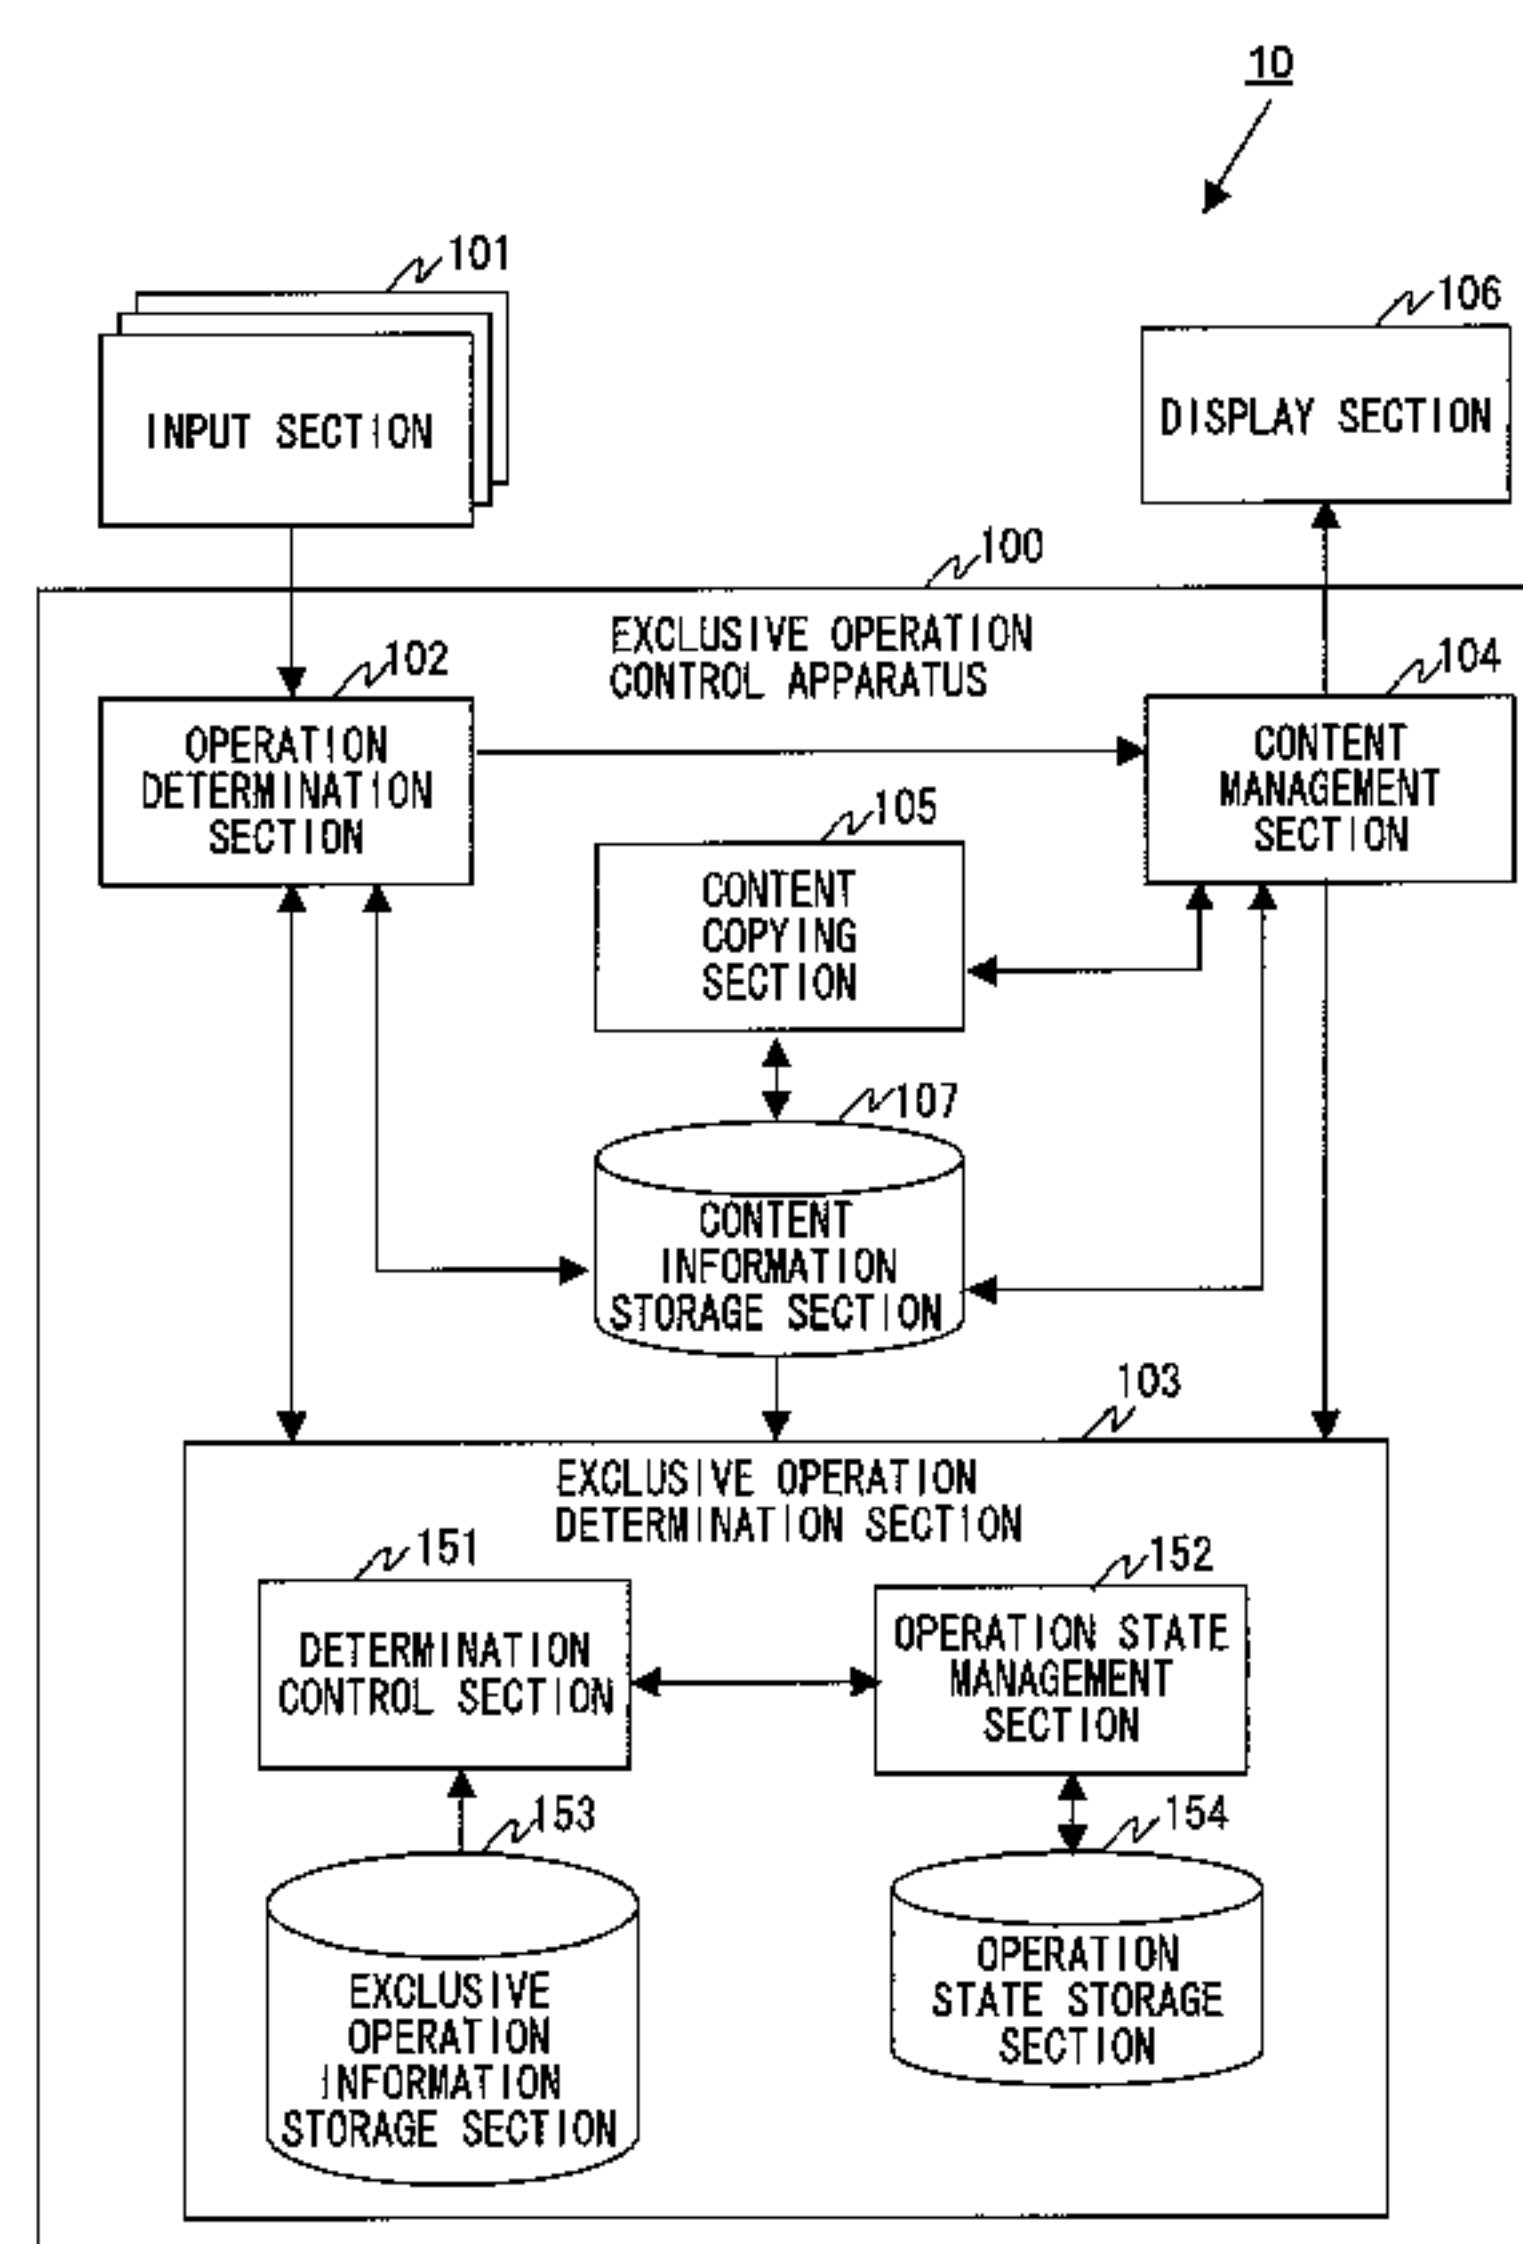 10
101
INPUT SECTION
106
DISPLAY SECTION
100
EXCLUSIVE OPERATION
CONTROL APPARATUS
102
OPERATION
DETERMINATION
SECTION
104
CONTENT
MANAGEMENT
SECTION
105
CONTENT
COPYING
SECTION
107
CONTENT
INFORMATION
STORAGE SECTION
103
EXCLUSIVE OPERATION
DETERMINATION SECTION
151
DETERMINATION
CONTROL SECTION
152
OPERATION STATE
MANAGEMENT
SECTION
153
EXCLUSIVE
OPERATION
INFORMATION
STORAGE SECTION
154
OPERATION
STATE STORAGE
SECTION